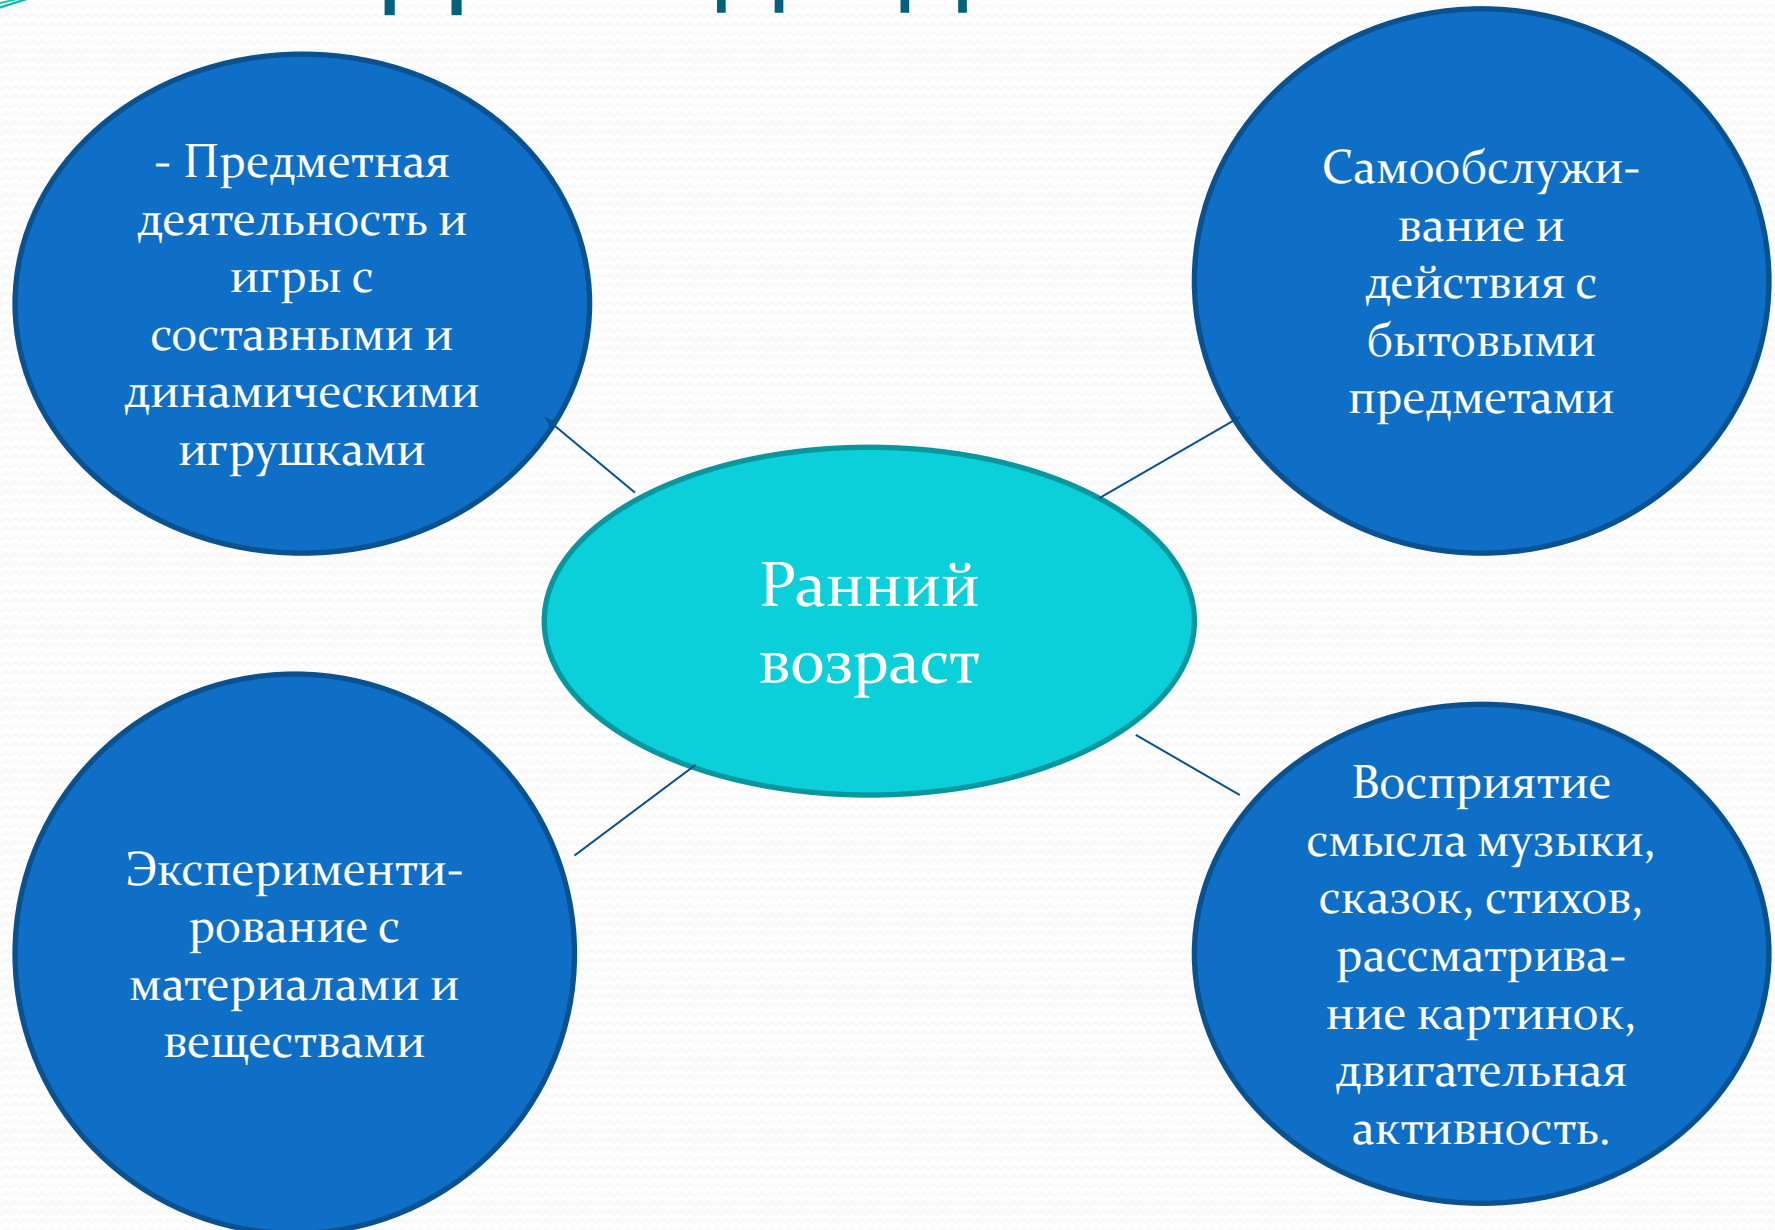 - Предметная
деятельность и
игры с
составными и
динамическими
игрушками
Самообслужи-
вание и
действия с
бытовыми
предметами
Ранний
возраст
Эксперименти-
рование с
материалами и
веществами
Восприятие
смысла музыки,
сказок, стихов,
рассматрива-
ние картинок,
двигательная
активность.